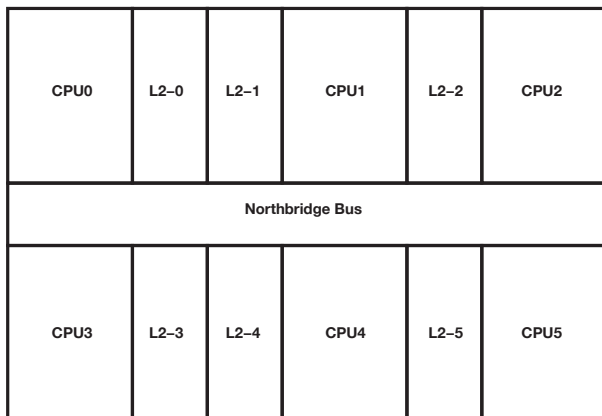 CPU0 L2–0 L2–1 CPU1 L2–2 CPU2
Northbridge Bus
CPU3 L2–3 L2–4 CPU4 L2–5 CPU5